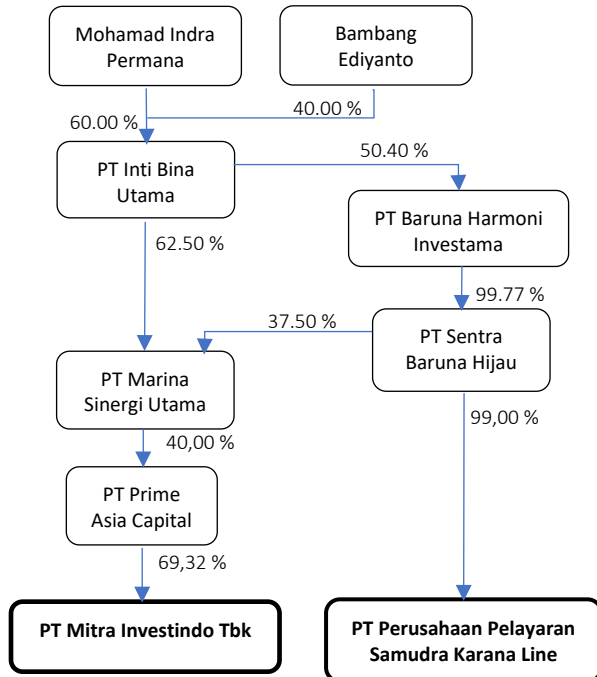 Mohamad Indra
Permana
Bambang
Ediyanto
60.00 %
40.00 %
PT Inti Bina
Utama
50.40 %
PT Baruna Harmoni
Investama
62.50 %
99.77 %
37.50 %
PT Sentra
Baruna Hijau
PT Marina
Sinergi Utama
40,00 %
99,00 %
PT Prime
Asia Capital
69,32 %
PT Mitra Investindo Tbk
PT Perusahaan Pelayaran
Samudra Karana Line